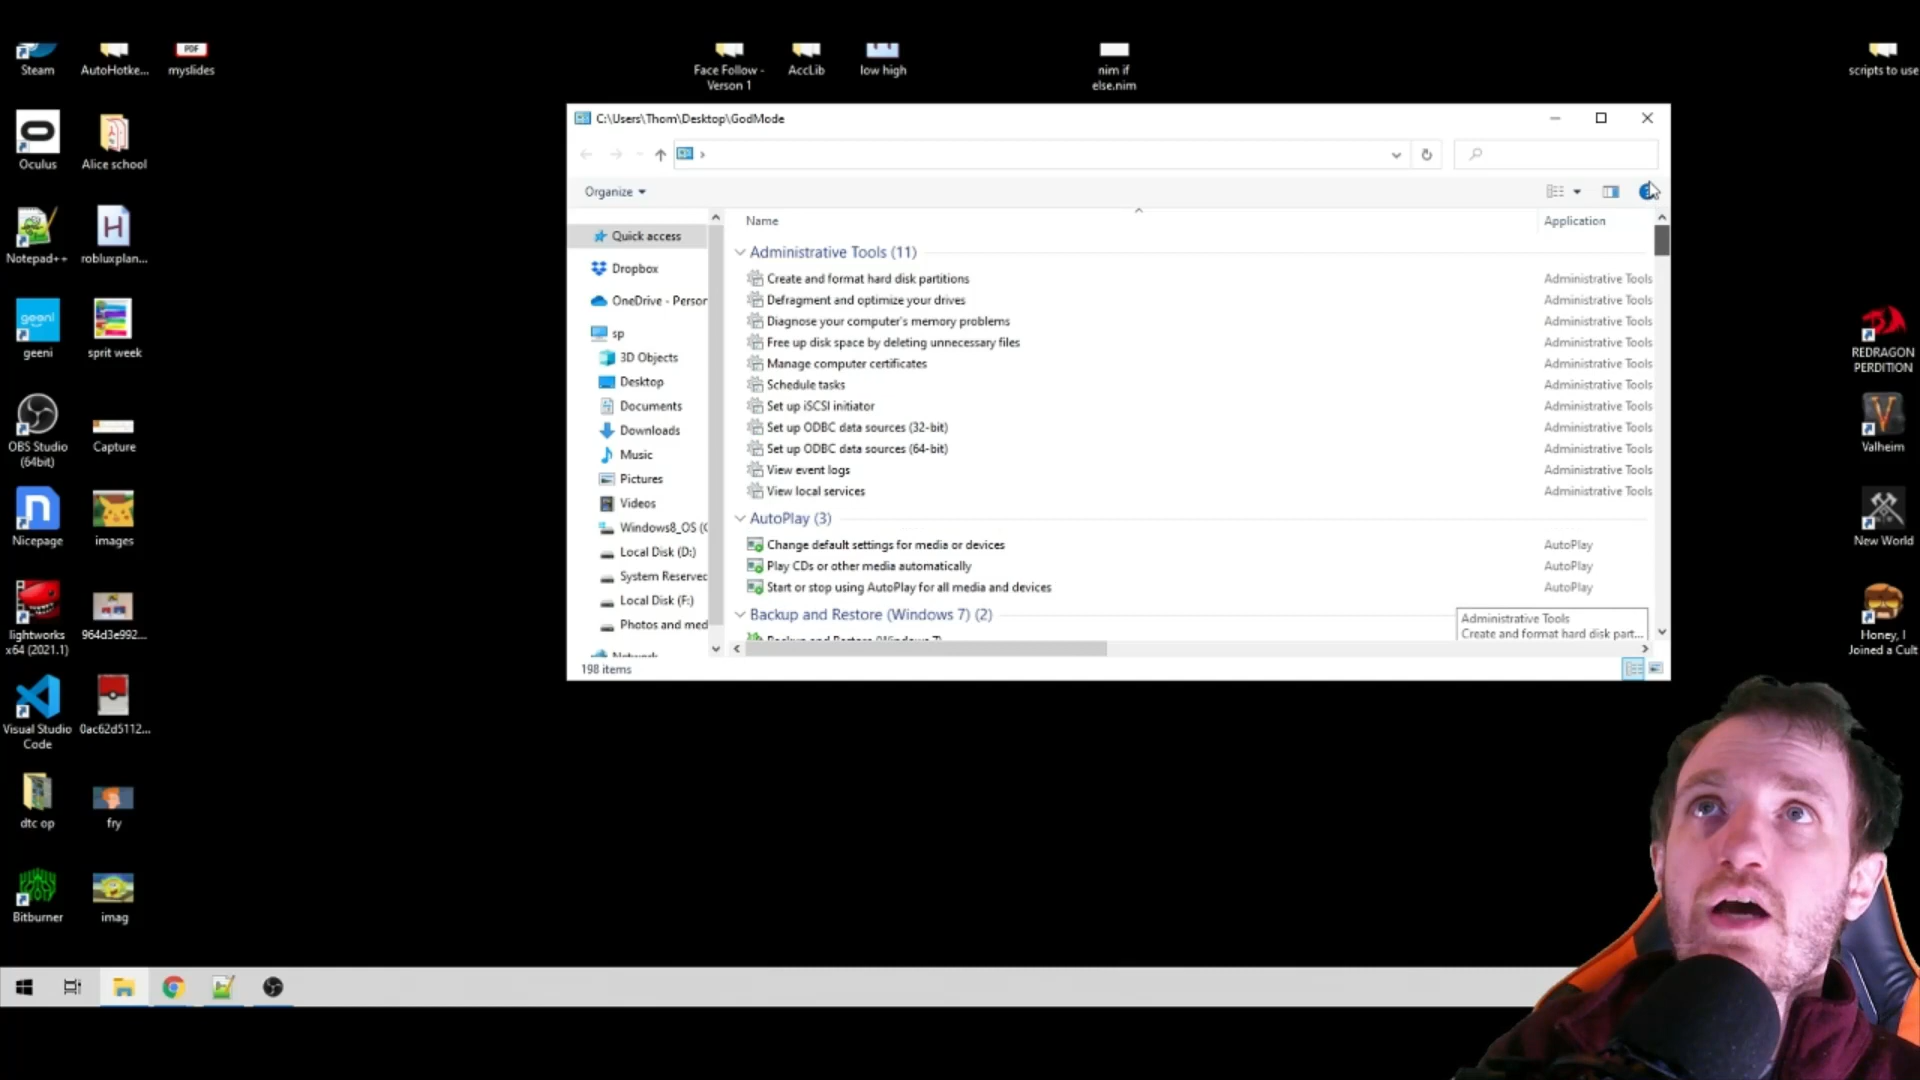 Steam
AutoHotke...
myslides
PDF
Face Follow -
Verson 1
AccLib
low high
nim if
else.nim
scripts to use
Oculus
Alice school
Notepad++
H
robluxplan...
geeni
geeni
sprit week
OBS Studio
(64bit)
Capture
Nicepage
images
lightworks
x64 (2021.1)
964d3e992...
Visual Studio
Code
0ac62d5112...
dtc op
fry
Bitburner
imag
REDRAGON
PERDITION
Valheim
New World
Honey, I
Joined a Cult
C:\Users\Thom\Desktop\GodMode
Organize
Name
Application
Quick access
Dropbox
OneDrive - Person
sp
3D Objects
Desktop
Documents
Downloads
Music
Pictures
Videos
Windows8_OS (C
Local Disk (D:)
System Reserved
Local Disk (F:)
Photos and med
Network
Administrative Tools (11)
Create and format hard disk partitions Administrative Tools
Defragment and optimize your drives Administrative Tools
Diagnose your computer's memory problems Administrative Tools
Free up disk space by deleting unnecessary files Administrative Tools
Manage computer certificates Administrative Tools
Schedule tasks Administrative Tools
Set up iSCSI initiator Administrative Tools
Set up ODBC data sources (32-bit) Administrative Tools
Set up ODBC data sources (64-bit) Administrative Tools
View event logs Administrative Tools
View local services Administrative Tools
AutoPlay (3)
Change default settings for media or devices AutoPlay
Play CDs or other media automatically AutoPlay
Start or stop using AutoPlay for all media and devices AutoPlay
Backup and Restore (Windows 7) (2)
Backup and Restore (Windows 7)
Administrative Tools
Create and format hard disk part...
198 items